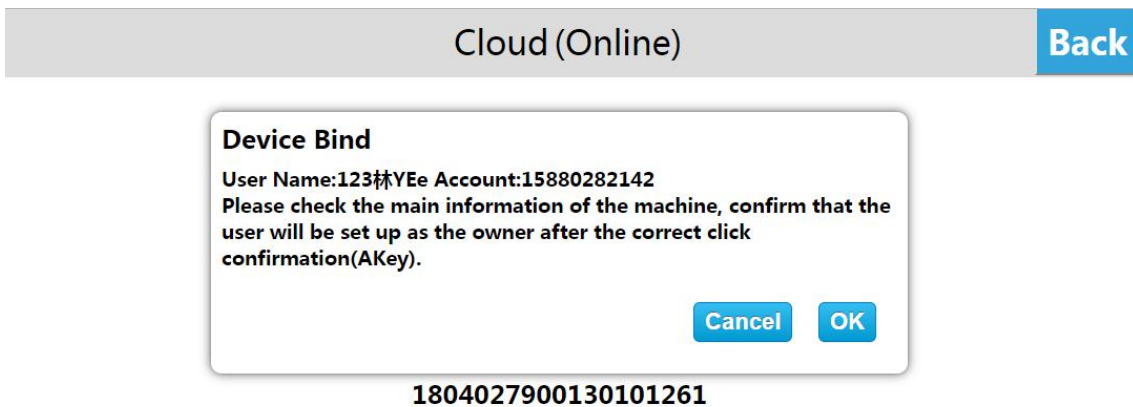 Cloud (Online)
Back
Device Bind
User Name:123林YEe Account:15880282142
Please check the main information of the machine, confirm that the
user will be set up as the owner after the correct click
confirmation(AKey).
Cancel OK
1804027900130101261